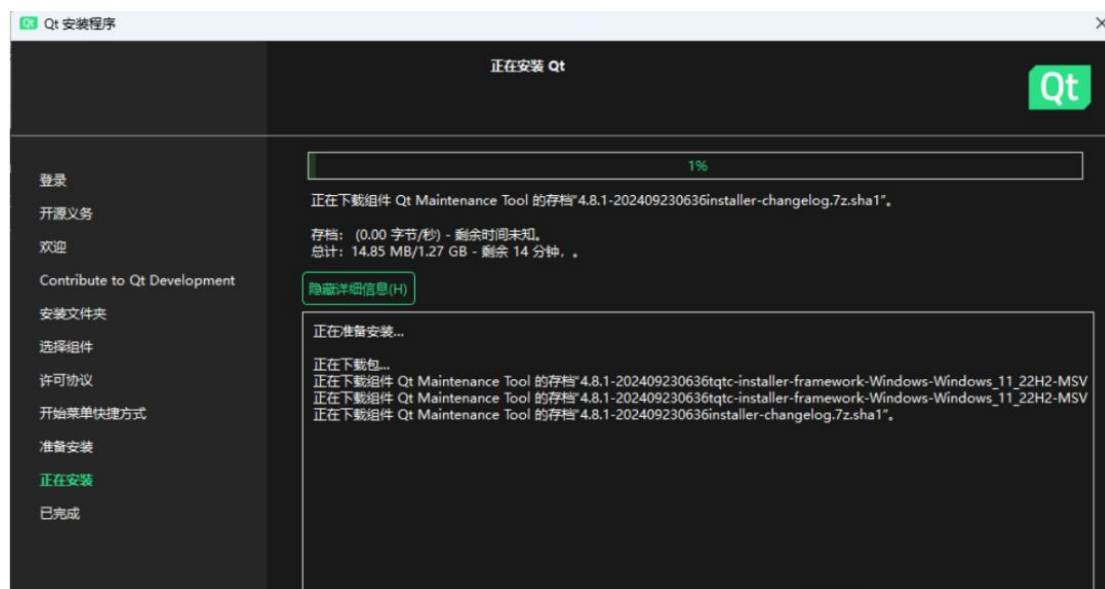 Qt Qt 安装程序
正在安装 Qt
Qt
登录
开源义务
欢迎
Contribute to Qt Development
安装文件夹
选择组件
许可协议
开始菜单快捷方式
准备安装
正在安装
已完成
1%
正在下载组件 Qt Maintenance Tool 的存档“4.8.1-202409230636installer-changelog.7z.sha1”。
存档： (0.00 字节/秒) - 剩余时间未知。
总计：14.85 MB/1.27 GB - 剩余 14 分钟，。
隐藏详细信息(H)
正在准备安装...
正在下载包...
正在下载组件 Qt Maintenance Tool 的存档“4.8.1-202409230636tqtc-installer-framework-Windows-Windows_11_22H2-MSV
正在下载组件 Qt Maintenance Tool 的存档“4.8.1-202409230636tqtc-installer-framework-Windows-Windows_11_22H2-MSV
正在下载组件 Qt Maintenance Tool 的存档“4.8.1-202409230636installer-changelog.7z.sha1”。